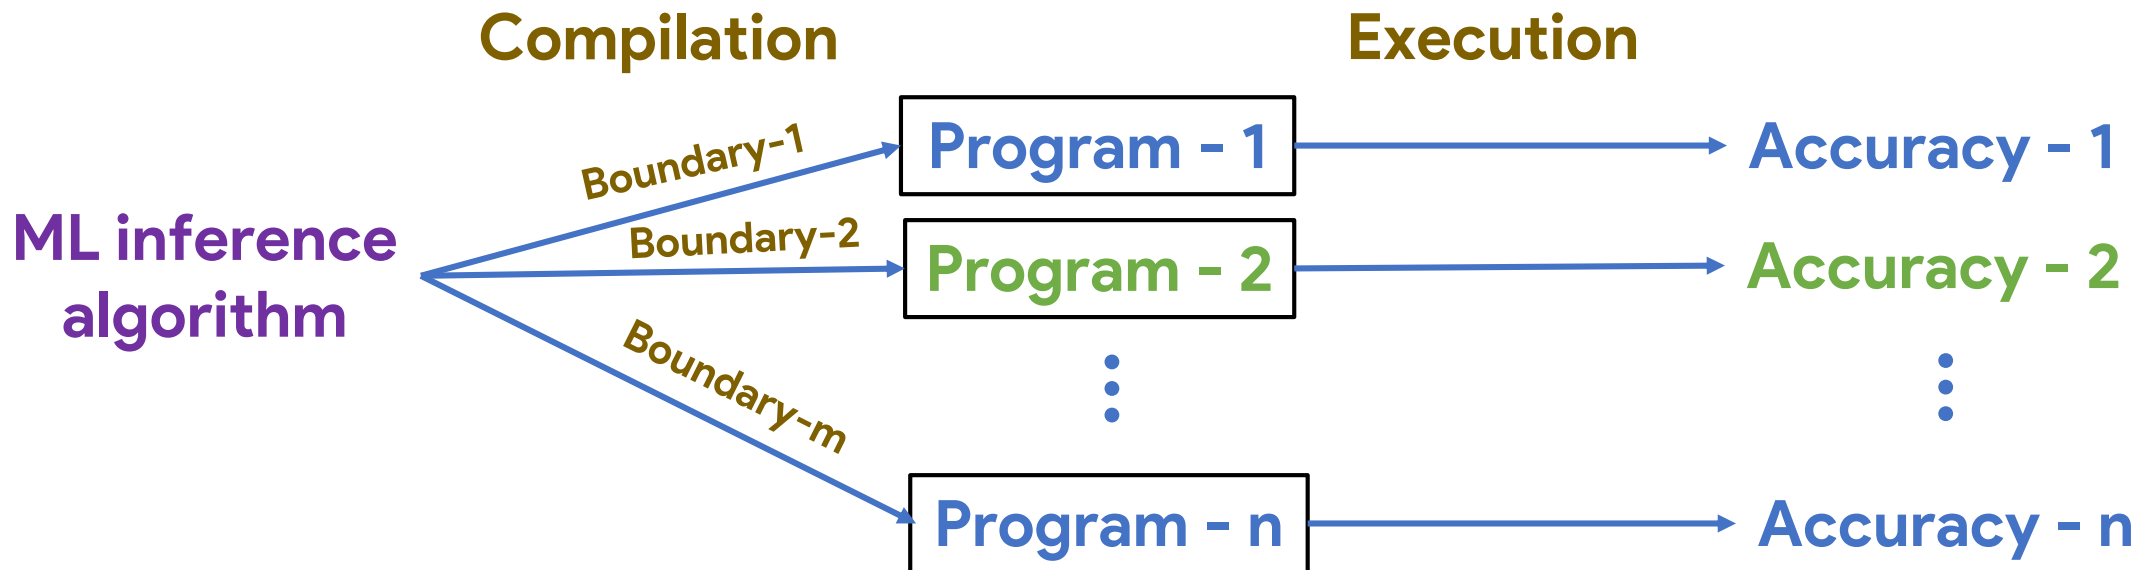 Compilation
Execution
ML inference
algorithm
Boundary-1
Program - 1
Accuracy - 1
Boundary-2
Program - 2
Accuracy - 2
Boundary-m
Program - n
Accuracy - n